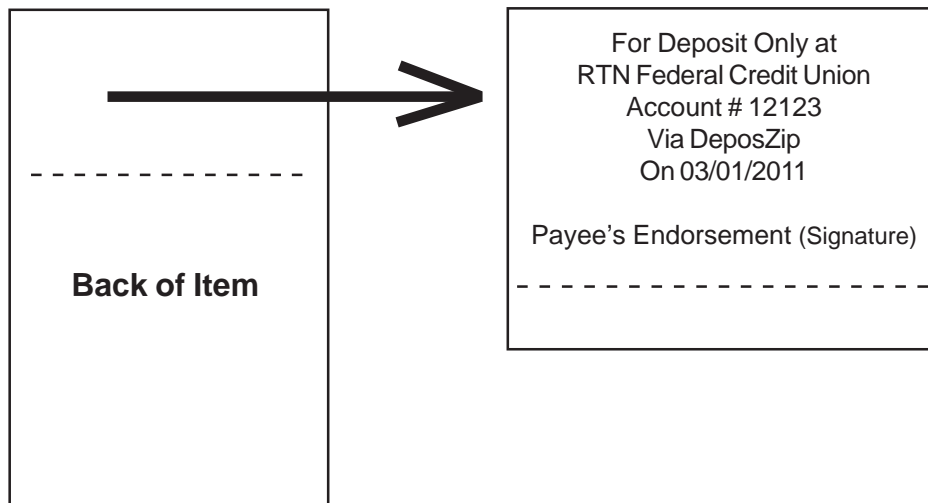 For Deposit Only at
RTN Federal Credit Union
Account # 12123
Via DeposZip
On 03/01/2011
Payee's Endorsement (Signature)
Back of Item